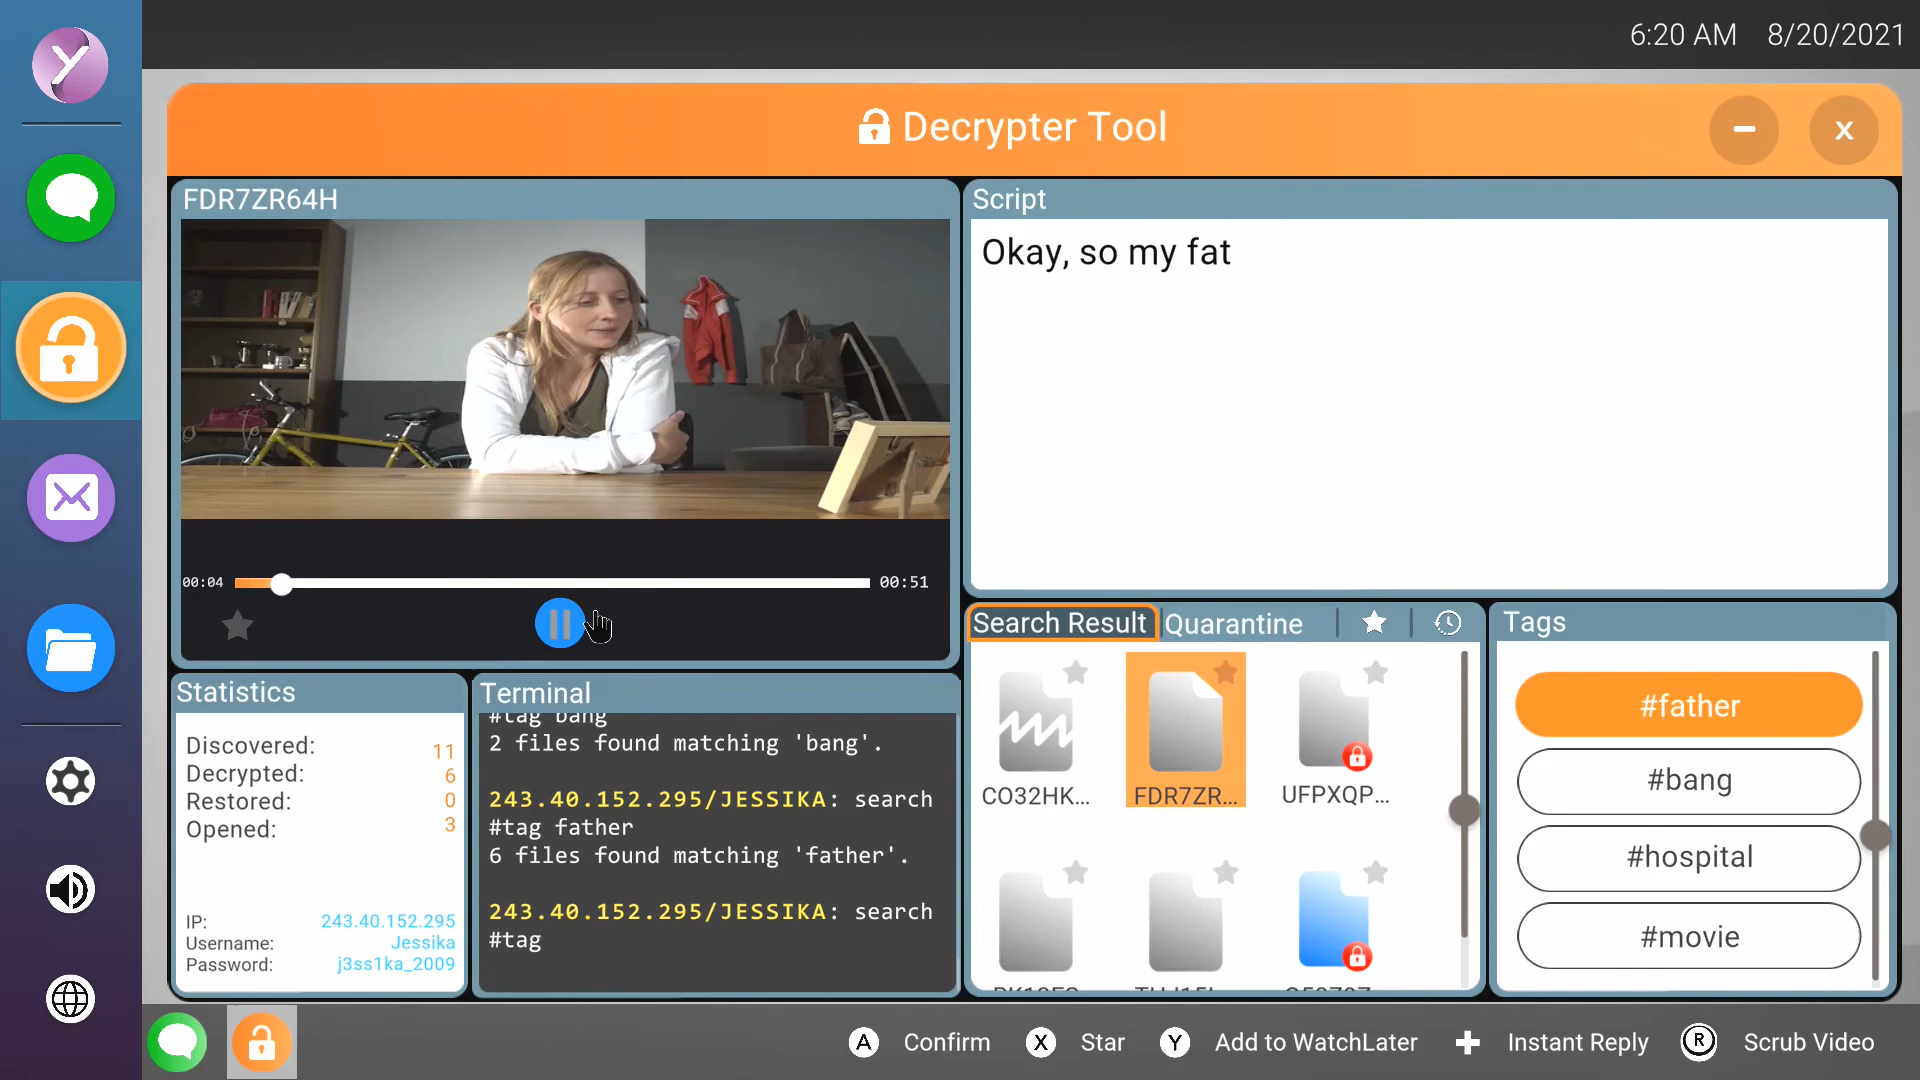 6:20 AM 8/20/2021
Decrypter Tool
x
FDR7ZR64H
00:04
00:51
Script
Okay, so my fat
Statistics
Discovered: 11
Decrypted: 6
Restored: 0
Opened: 3
IP: 243.40.152.295
Username: Jessika
Password: j3ss1ka_2009
Terminal
#tag bang
2 files found matching 'bang'.
243.40.152.295/JESSIKA: search
#tag father
6 files found matching 'father'.
243.40.152.295/JESSIKA: search
#tag
Search Result Quarantine
CO32HK... FDR7ZR... UFPXQP...
Tags
#father
#bang
#hospital
#movie
A Confirm X Star Y Add to WatchLater Instant Reply R Scrub Video